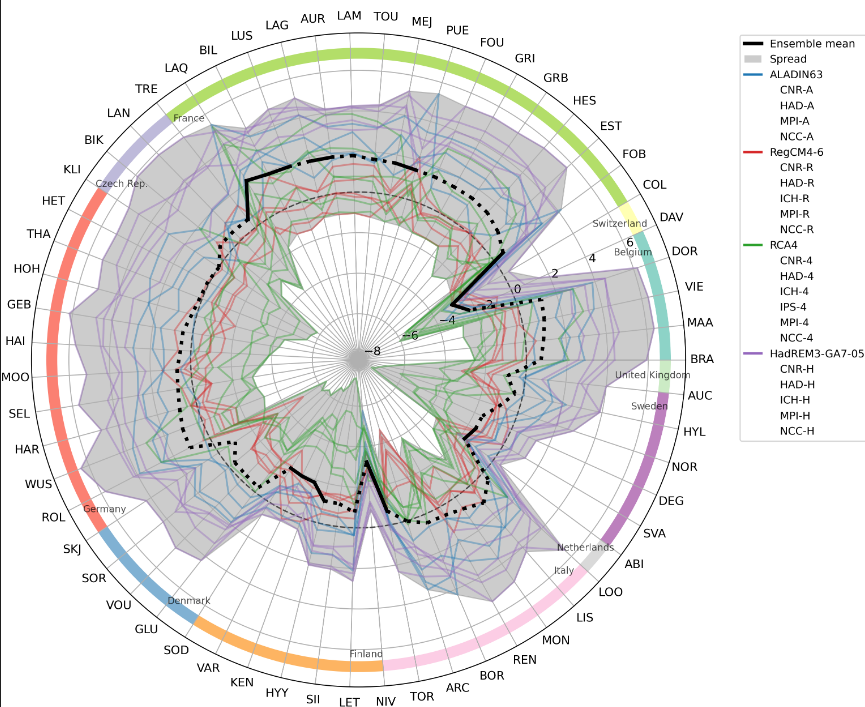 LAM
TOU
MEJ
PUE
FOU
GRI
GRB
HES
EST
FOB
COL
DAV
DOR
VIE
MAA
BRA
AUC
HYL
NOR
DEG
SVA
ABI
LOO
LIS
MON
REN
BOR
ARC
TOR
NIV
LET
SII
HYY
KEN
VAR
SOD
GLU
VOU
SOR
SKJ
ROL
WUS
HAR
SEL
MOO
HAI
GEB
HOH
THA
HET
KLI
BIK
LAN
TRE
LAQ
BIL
LUS
LAG
AUR
France
Czech Rep.
Germany
Denmark
Finland
Italy
Netherlands
Sweden
United Kingdom
Belgium
Switzerland
−8
−6
−4
−2
0
2
4
6
Ensemble mean
Spread
ALADIN63
CNR-A
HAD-A
MPI-A
NCC-A
RegCM4-6
CNR-R
HAD-R
ICH-R
MPI-R
NCC-R
RCA4
CNR-4
HAD-4
ICH-4
IPS-4
MPI-4
NCC-4
HadREM3-GA7-05
CNR-H
HAD-H
ICH-H
MPI-H
NCC-H